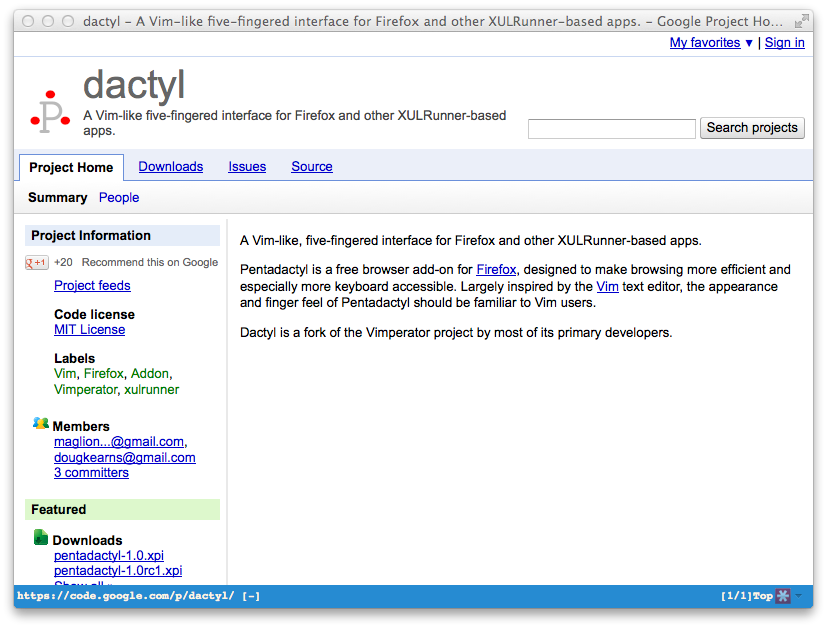 dactyl – A Vim–like five–fingered interface for Firefox and other XULRunner–based apps. – Google Project Ho...
My favorites ▼ | Sign in
P
dactyl
A Vim-like five-fingered interface for Firefox and other XULRunner-based
apps.
Search projects
Project Home Downloads Issues Source
Summary People
Project Information
+1 +20 Recommend this on Google
Project feeds
Code license
MIT License
Labels
Vim, Firefox, Addon,
Vimperator, xulrunner
Members
maglion...@gmail.com,
dougkearns@gmail.com
3 committers
Featured
Downloads
pentadactyl-1.0.xpi
pentadactyl-1.0rc1.xpi
Show all »
A Vim-like, five-fingered interface for Firefox and other XULRunner-based apps.
Pentadactyl is a free browser add-on for Firefox, designed to make browsing more efficient and
especially more keyboard accessible. Largely inspired by the Vim text editor, the appearance
and finger feel of Pentadactyl should be familiar to Vim users.
Dactyl is a fork of the Vimperator project by most of its primary developers.
https://code.google.com/p/dactyl/ [-]
[1/1]Top